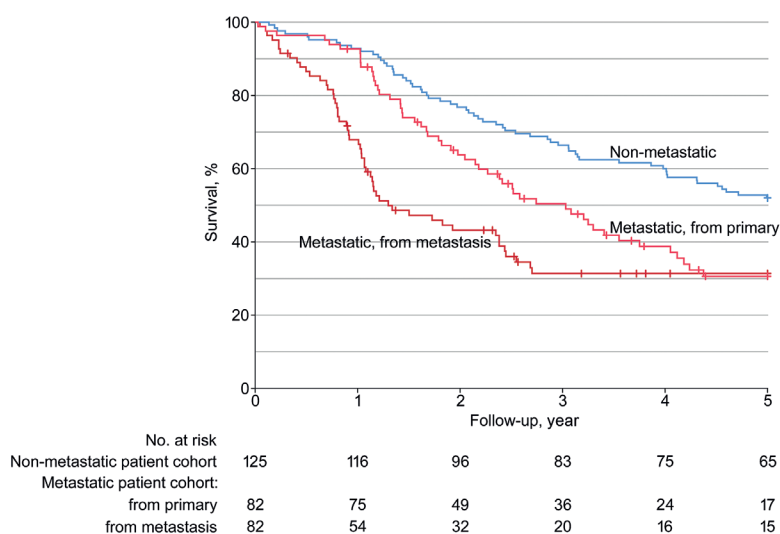 100
80
60
40
20
0
Survival, %
Non-metastatic
Metastatic, from primary
Metastatic, from metastasis
0 1 2 3 4 5
Follow-up, year
No. at risk
Non-metastatic patient cohort 125 116 96 83 75 65
Metastatic patient cohort:
from primary 82 75 49 36 24 17
from metastasis 82 54 32 20 16 15